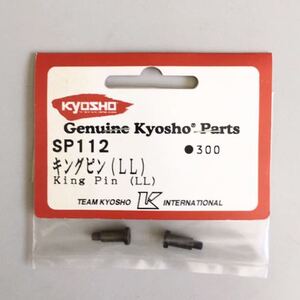 KYOSHO
Genuine Kyosho® Parts
SP112
●300
キングピン(LL)
King Pin (LL)
TEAM KYOSHO K INTERNATIONAL